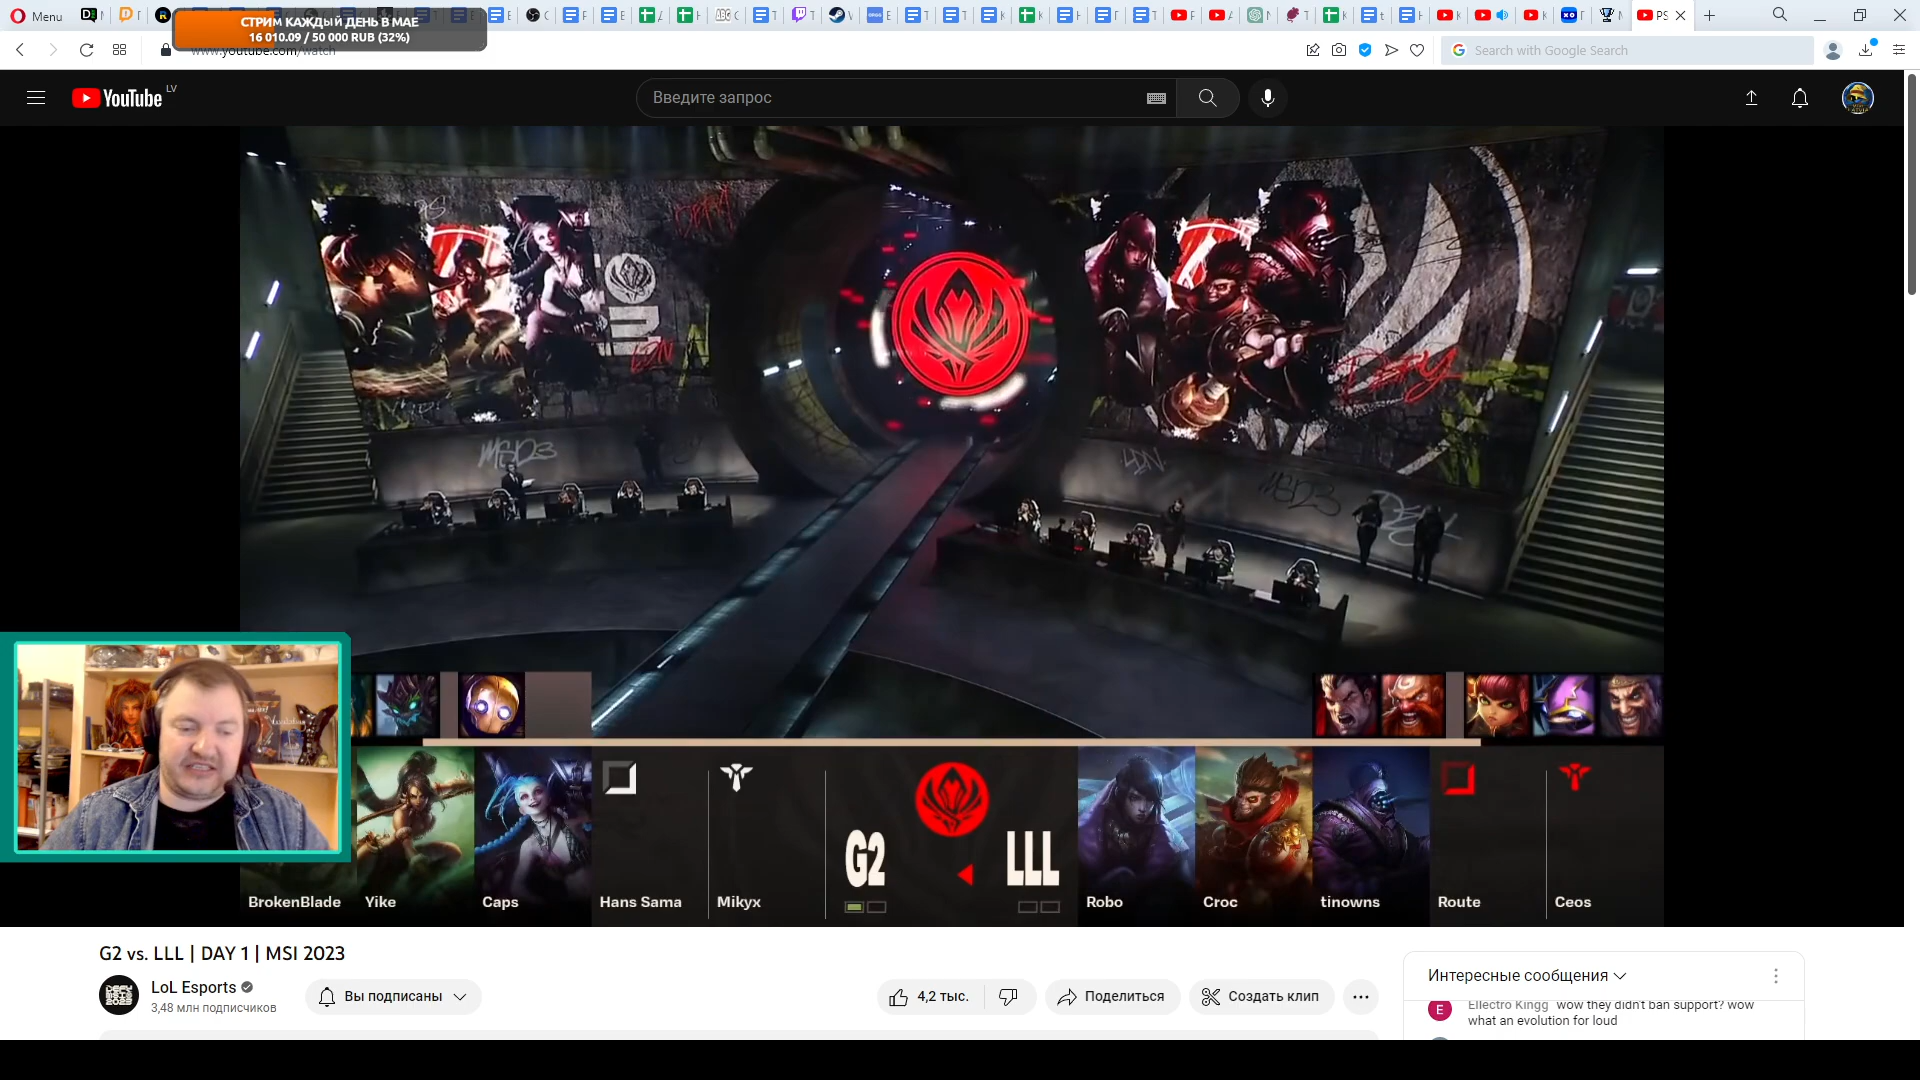 Menu
СТРИМ КАЖДЫЙ ДЕНЬ В МАЕ
16 010.09 / 50 000 RUB (32%)
www.youtube.com/watch
Search with Google Search
YouTube LV
Введите запрос
BrokenBlade
Yike
Caps
Hans Sama
Mikyx
G2
LLL
Robo
Croc
tinowns
Route
Ceos
G2 vs. LLL | DAY 1 | MSI 2023
LoL Esports
3,48 млн подписчиков
Вы подписаны
4,2 тыс.
Поделиться
Создать клип
Интересные сообщения
E
Ellectro Kingg wow they didn't ban support? wow
what an evolution for loud